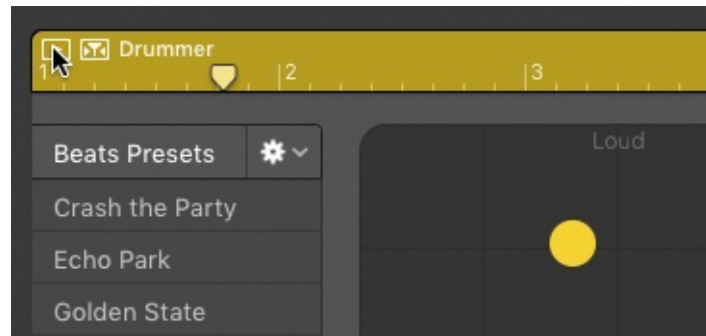 Drummer
1 2 3
Beats Presets
Loud
Crash the Party
Echo Park
Golden State